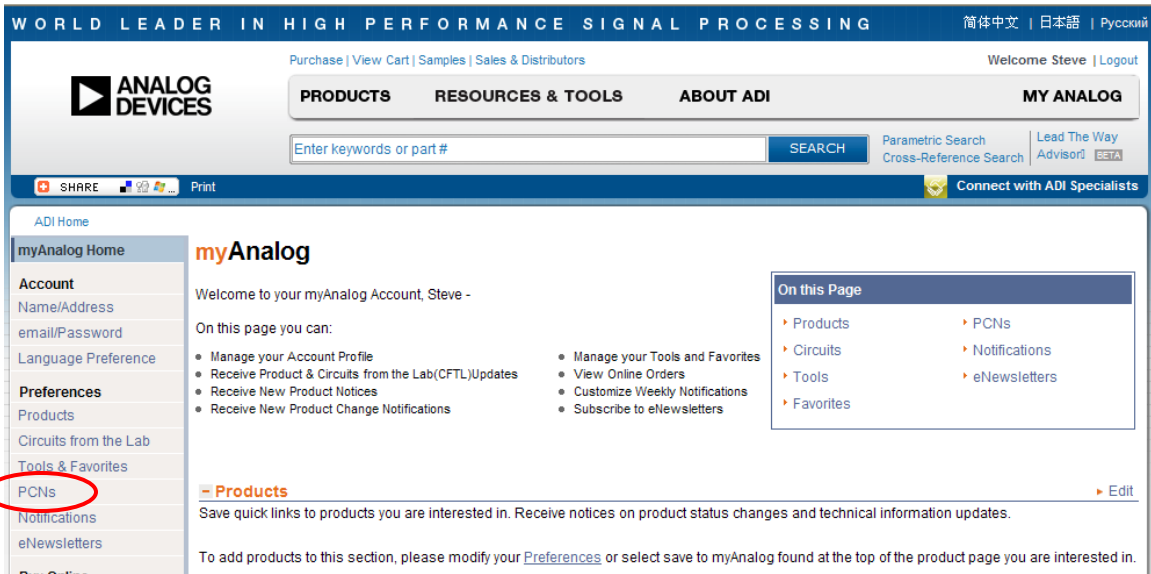 WORLD LEADER IN HIGH PERFORMANCE SIGNAL PROCESSING
简体中文 | 日本語 | Русский
Purchase | View Cart | Samples | Sales & Distributors
Welcome Steve | Logout
ANALOG
DEVICES
PRODUCTS RESOURCES & TOOLS ABOUT ADI MY ANALOG
Enter keywords or part #
SEARCH
Parametric Search
Cross-Reference Search
Lead The Way
Advisor BETA
SHARE
Print
Connect with ADI Specialists
ADI Home
myAnalog Home
Account
Name/Address
email/Password
Language Preference
Preferences
Products
Circuits from the Lab
Tools & Favorites
PCNs
Notifications
eNewsletters
myAnalog
Welcome to your myAnalog Account, Steve -
On this page you can:
Manage your Account Profile
Receive Product & Circuits from the Lab(CFTL)Updates
Receive New Product Notices
Receive New Product Change Notifications
Manage your Tools and Favorites
View Online Orders
Customize Weekly Notifications
Subscribe to eNewsletters
On this Page
Products
Circuits
Tools
Favorites
PCNs
Notifications
eNewsletters
Products
Edit
Save quick links to products you are interested in. Receive notices on product status changes and technical information updates.
To add products to this section, please modify your Preferences or select save to myAnalog found at the top of the product page you are interested in.